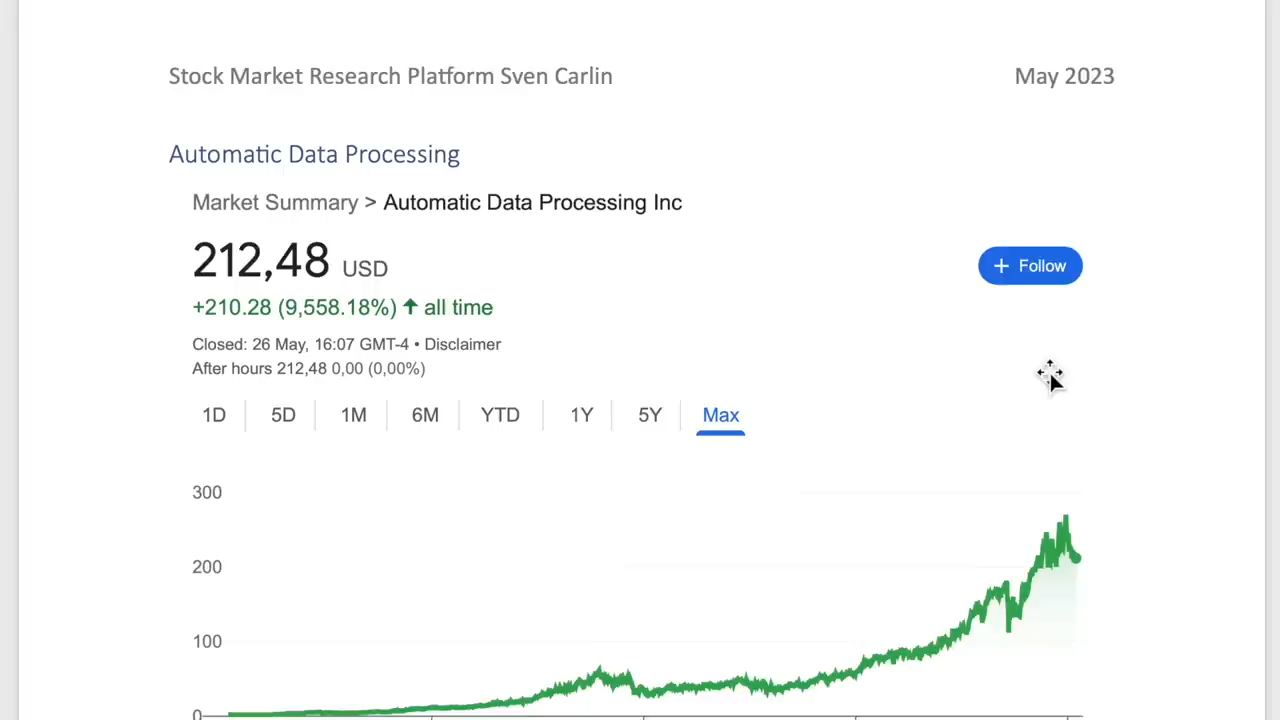 Stock Market Research Platform Sven Carlin May 2023
Automatic Data Processing
Market Summary > Automatic Data Processing Inc
212,48 USD
+ Follow
+210.28 (9,558.18%) ↑ all time
Closed: 26 May, 16:07 GMT-4 • Disclaimer
After hours 212,48 0,00 (0,00%)
1D 5D 1M 6M YTD 1Y 5Y Max
300
200
100
0